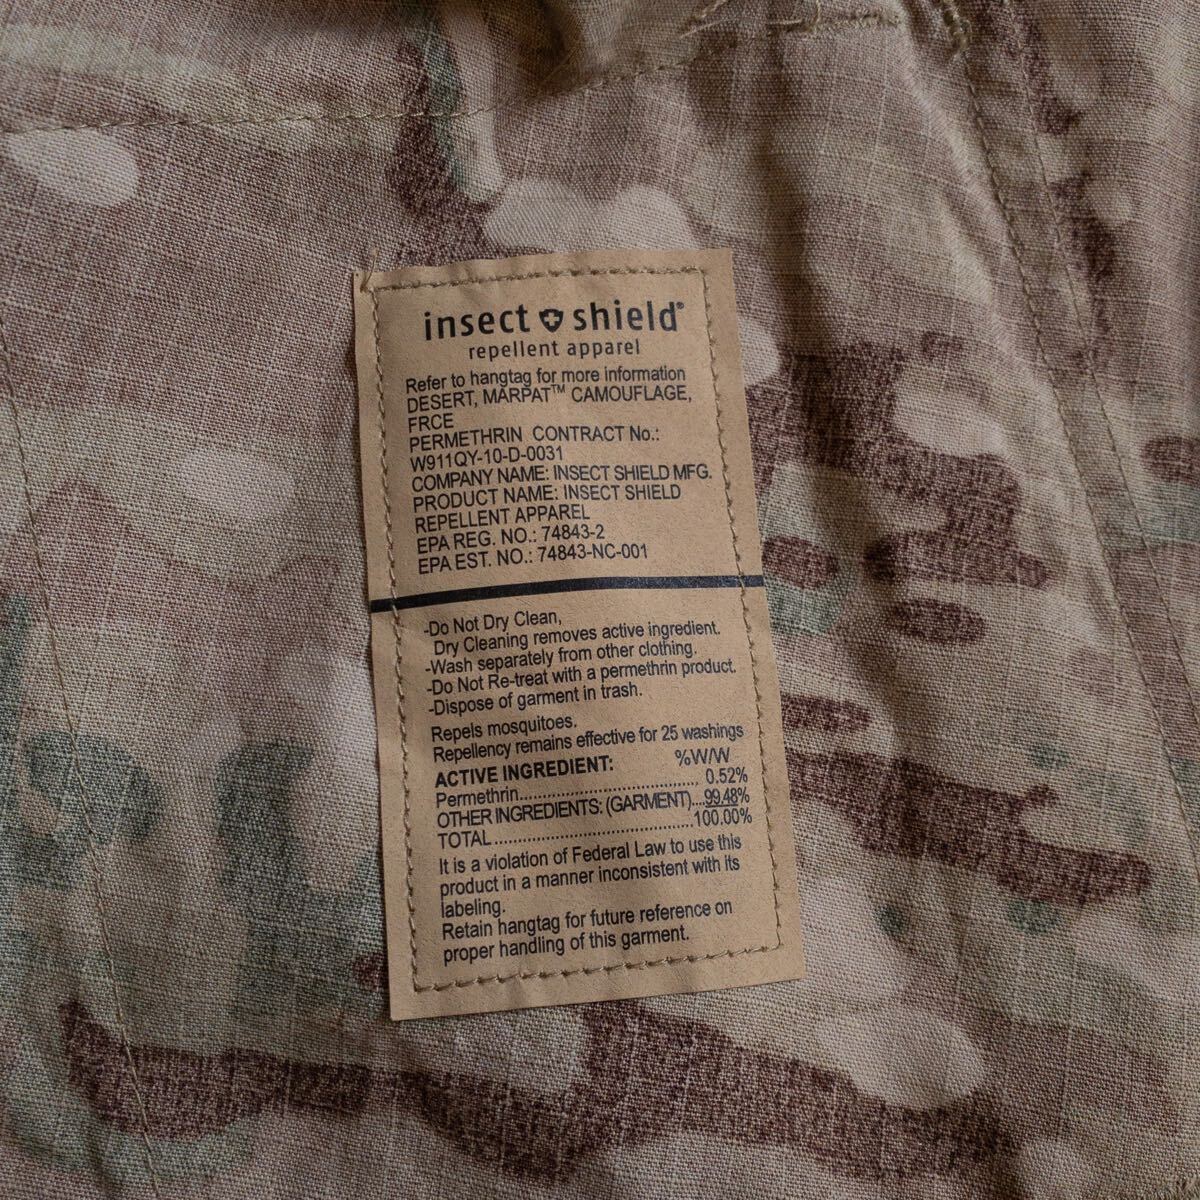 insect shield®
repellent apparel
Refer to hangtag for more information
DESERT, MARPAT™ CAMOUFLAGE,
FRCE
PERMETHRIN CONTRACT No.:
W911QY-10-D-0031
COMPANY NAME: INSECT SHIELD MFG.
PRODUCT NAME: INSECT SHIELD
REPELLENT APPAREL
EPA REG. NO.: 74843-2
EPA EST. NO.: 74843-NC-001
-Do Not Dry Clean,
Dry Cleaning removes active ingredient.
-Wash separately from other clothing.
-Do Not Re-treat with a permethrin product.
-Dispose of garment in trash.
Repels mosquitoes.
Repellency remains effective for 25 washings
ACTIVE INGREDIENT: %W/W
Permethrin.................................... 0.52%
OTHER INGREDIENTS: (GARMENT)....99.48%
TOTAL.........................................100.00%
It is a violation of Federal Law to use this
product in a manner inconsistent with its
labeling.
Retain hangtag for future reference on
proper handling of this garment.